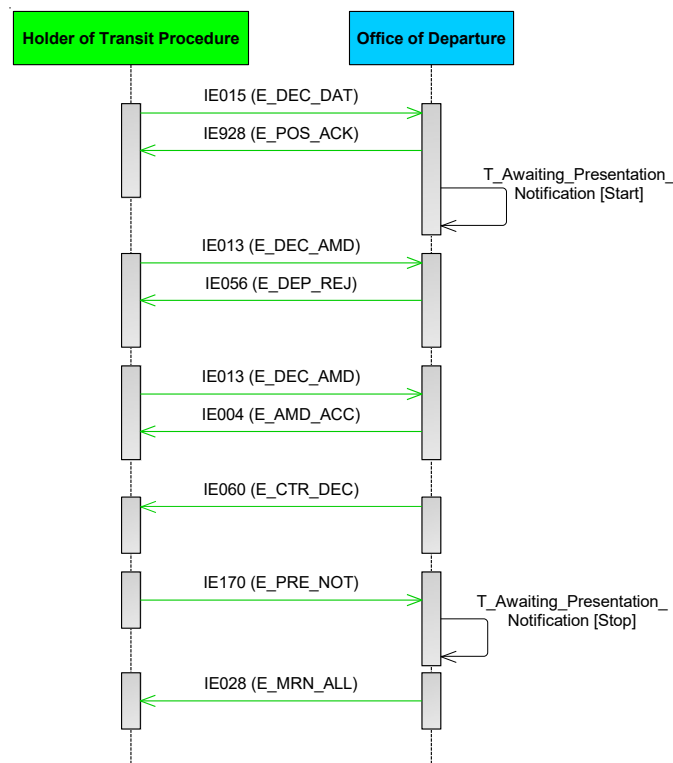 Holder of Transit Procedure
Office of Departure
IE015 (E_DEC_DAT)
IE928 (E_POS_ACK)
T_Awaiting_Presentation_
Notification [Start]
IE013 (E_DEC_AMD)
IE056 (E_DEP_REJ)
IE013 (E_DEC_AMD)
IE004 (E_AMD_ACC)
IE060 (E_CTR_DEC)
IE170 (E_PRE_NOT)
T_Awaiting_Presentation_
Notification [Stop]
IE028 (E_MRN_ALL)